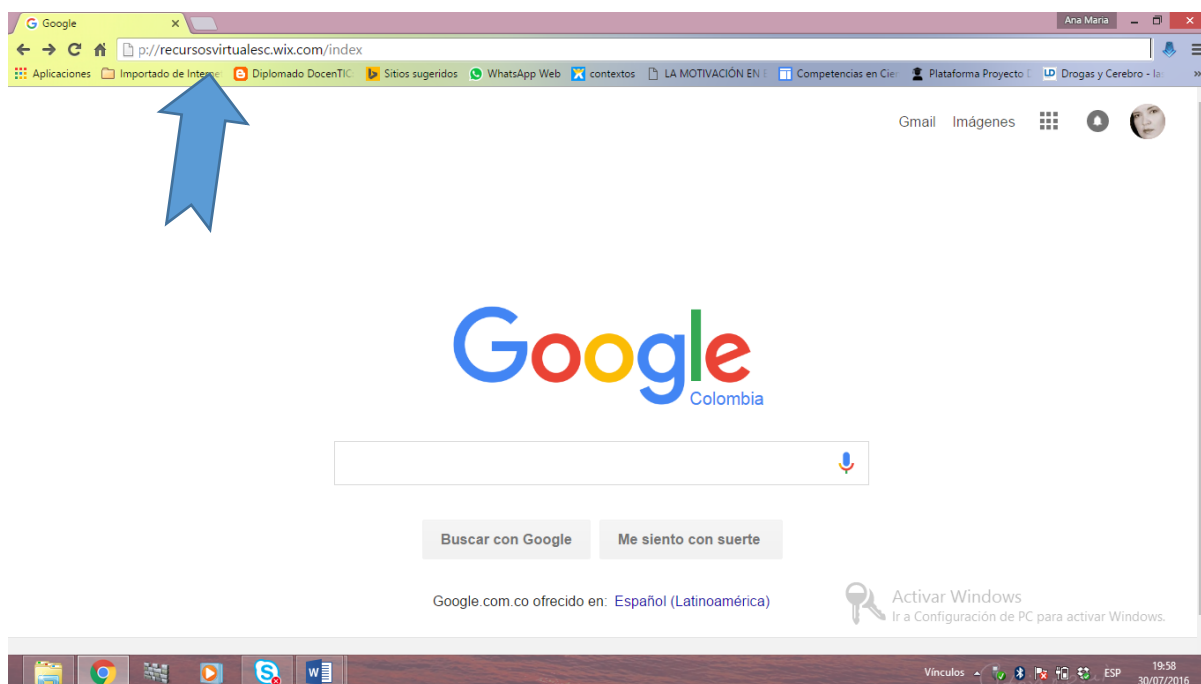 Google
Ana Maria
p://recursosvirtualesc.wix.com/index
Aplicaciones Importado de Interne Diplomado DocenTIC Sitios sugeridos WhatsApp Web contextos LA MOTIVACIÓN EN Competencias en Cie Plataforma Proyecto Drogas y Cerebro - la
Gmail Imágenes
Google
Colombia
Buscar con Google Me siento con suerte
Google.com.co ofrecido en: Español (Latinoamérica)
Activar Windows
Ir a Configuración de PC para activar Windows.
Vínculos ESP 19:58
30/07/2016